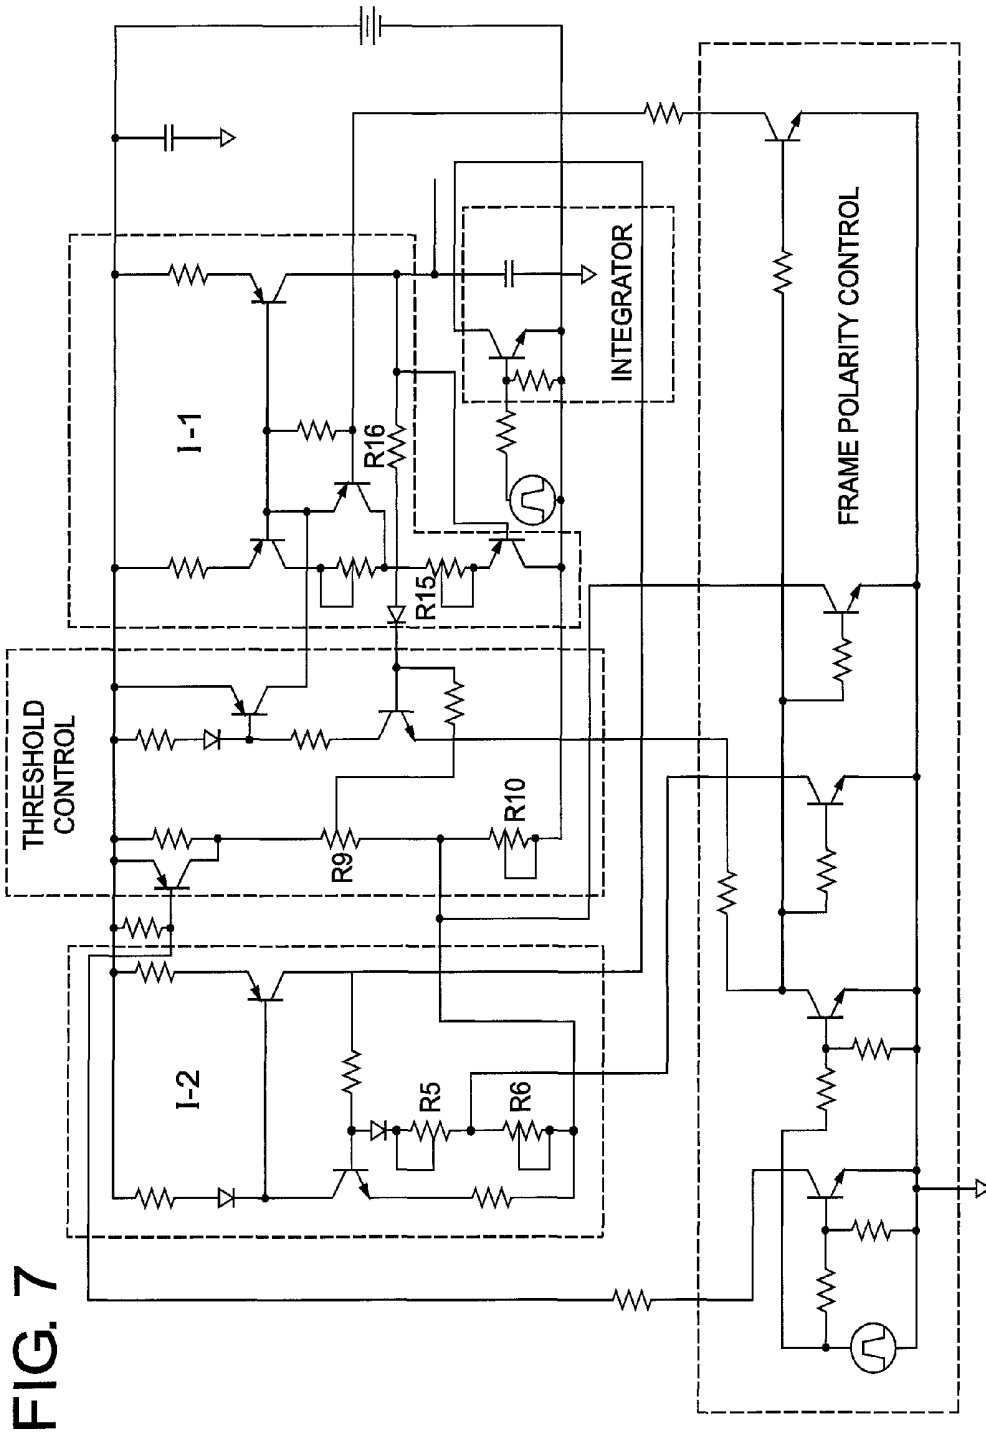 FIG. 7
I-2
R5
R6
THRESHOLD
CONTROL
R9
R10
I-1
R16
R15
INTEGRATOR
FRAME POLARITY CONTROL